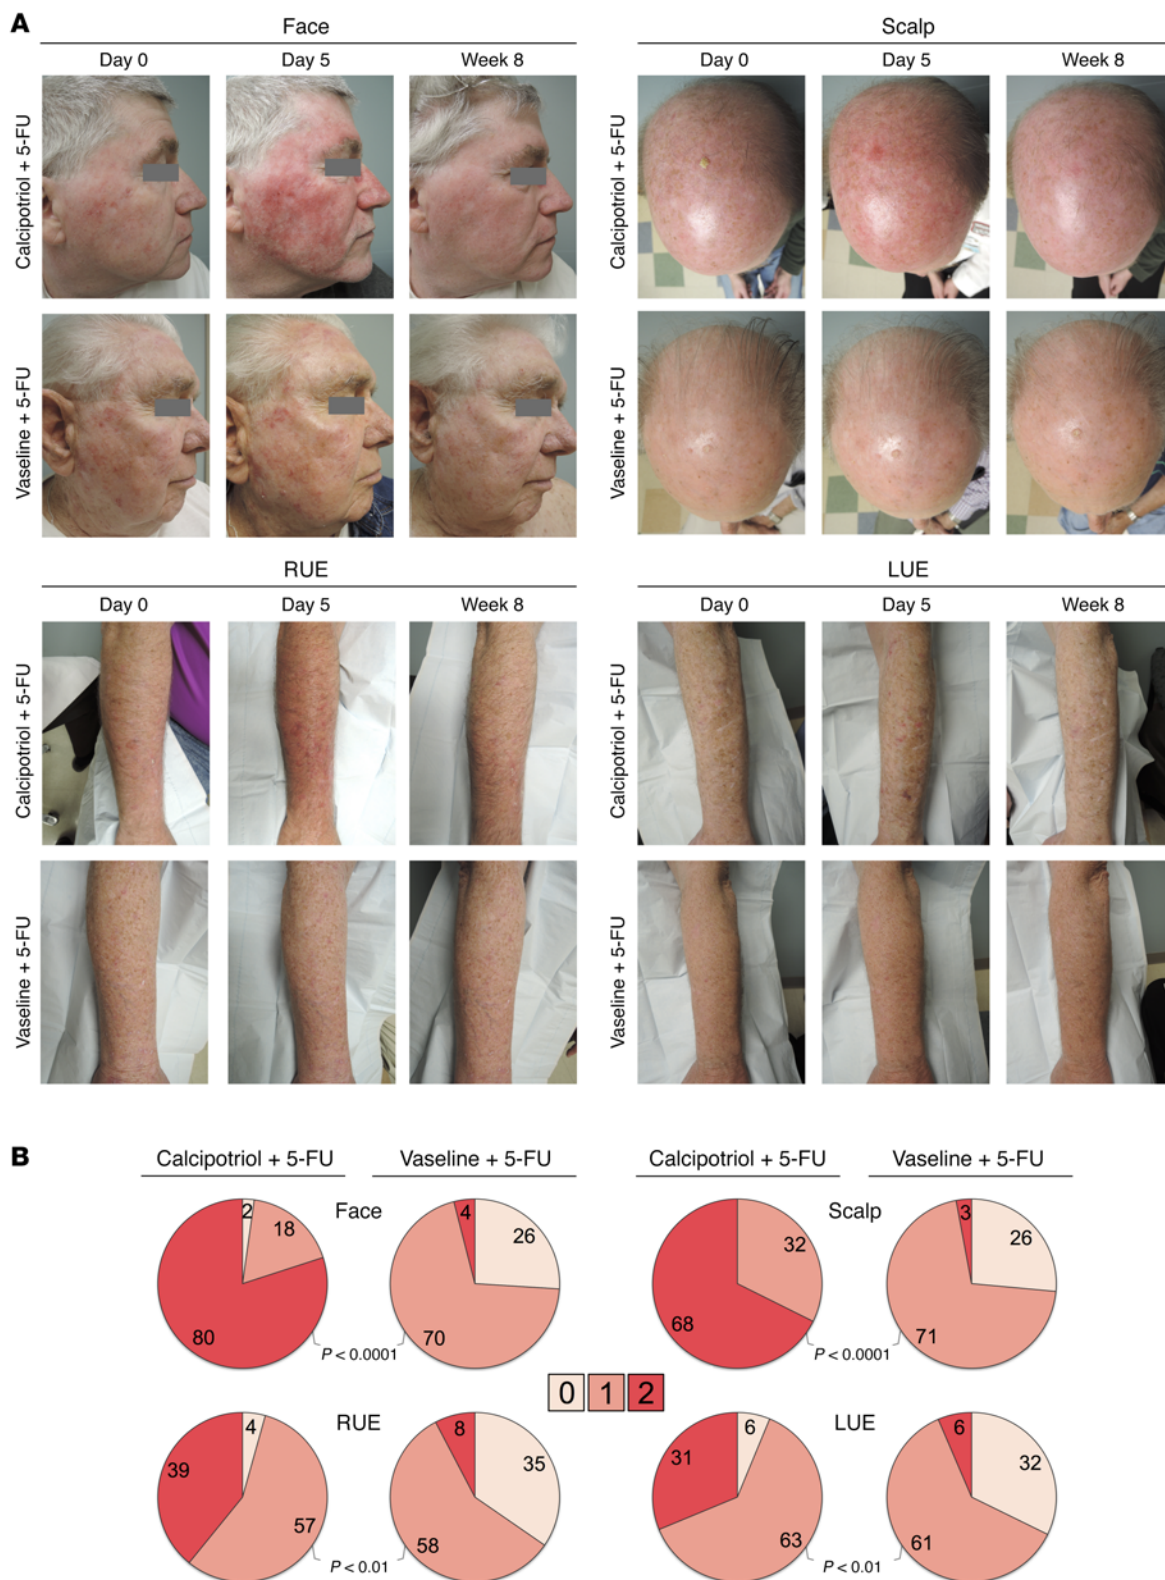 A
Face
Scalp
Day 0
Day 5
Week 8
Day 0
Day 5
Week 8
Calcipotriol + 5-FU
Calcipotriol + 5-FU
Vaseline + 5-FU
Vaseline + 5-FU
RUE
LUE
Day 0
Day 5
Week 8
Day 0
Day 5
Week 8
Calcipotriol + 5-FU
Calcipotriol + 5-FU
Vaseline + 5-FU
Vaseline + 5-FU
B
Calcipotriol + 5-FU
Vaseline + 5-FU
Calcipotriol + 5-FU
Vaseline + 5-FU
2
18
80
Face
4
26
70
P < 0.0001
32
68
Scalp
3
26
71
P < 0.0001
0 1 2
4
39
57
RUE
8
35
58
P < 0.01
6
31
63
LUE
6
32
61
P < 0.01